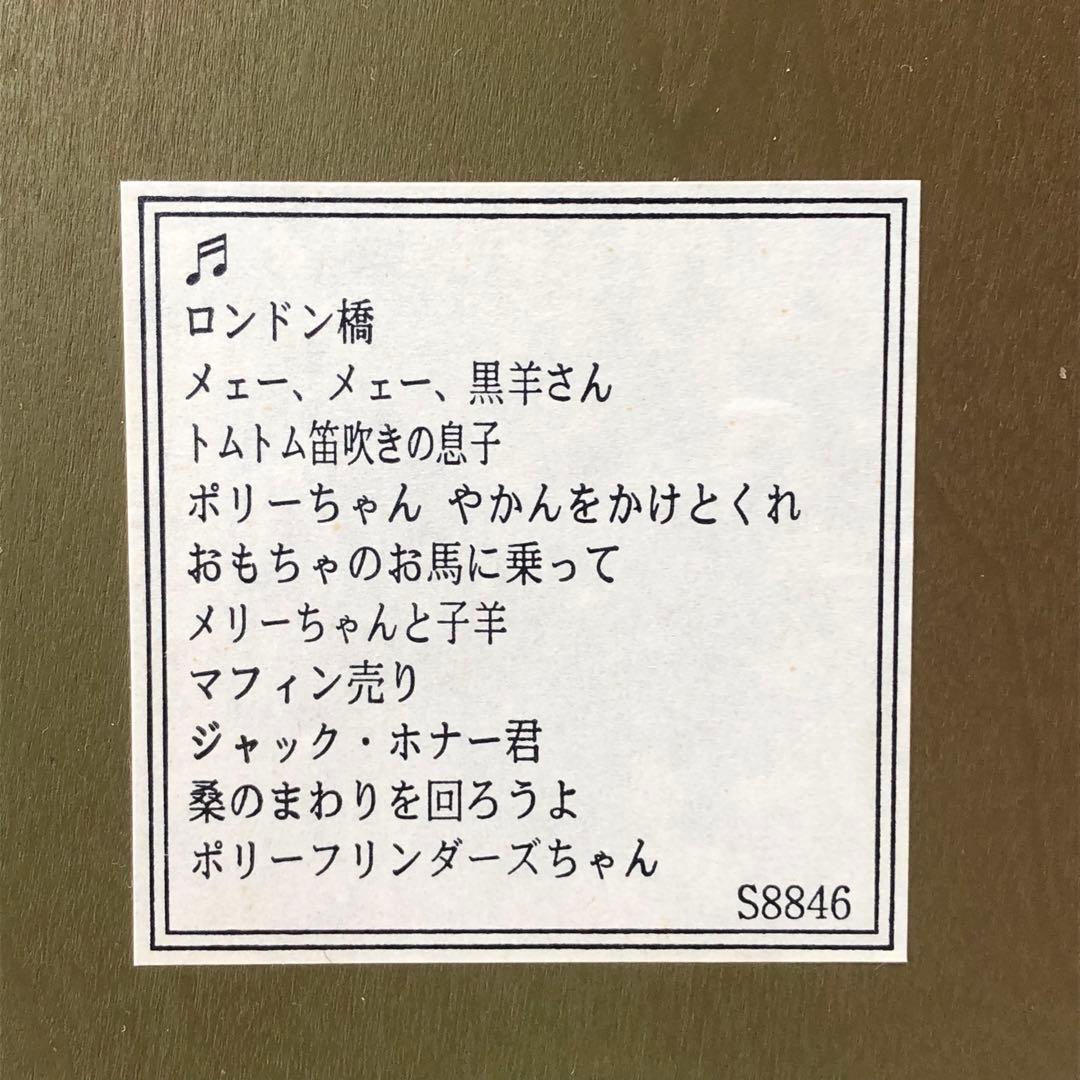 ♬
ロンドン橋
メェー、メェー、黒羊さん
トムトム笛吹きの息子
ポリーちゃん やかんをかけとくれ
おもちゃのお馬に乗って
メリーちゃんと子羊
マフィン売り
ジャック・ホナー君
桑のまわりを回ろうよ
ポリーフリンダーズちゃん
S8846